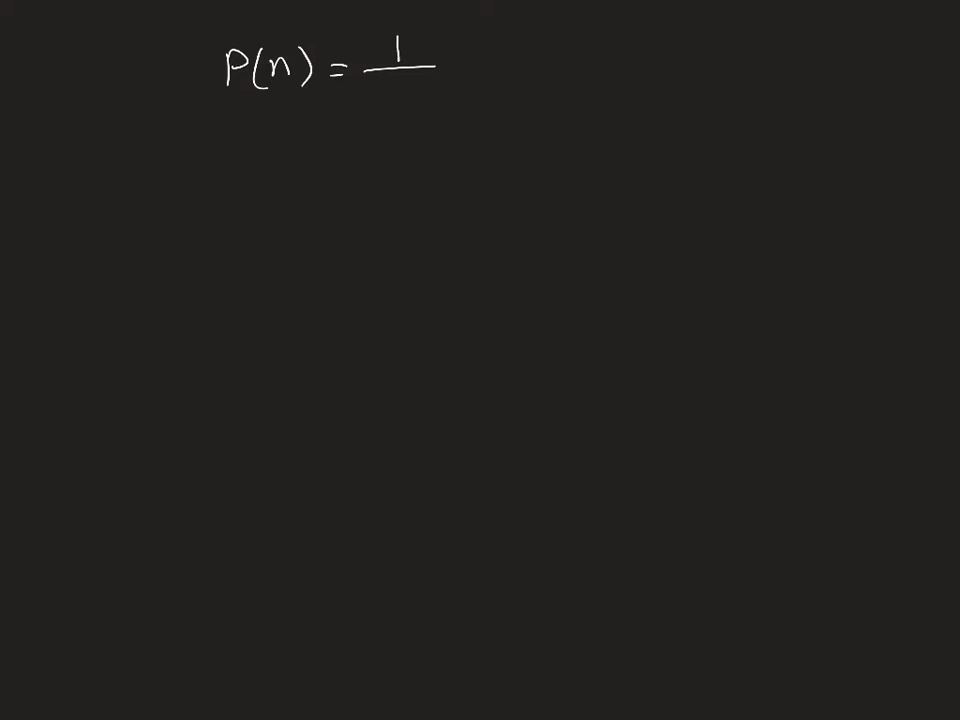 P(n) = 1/